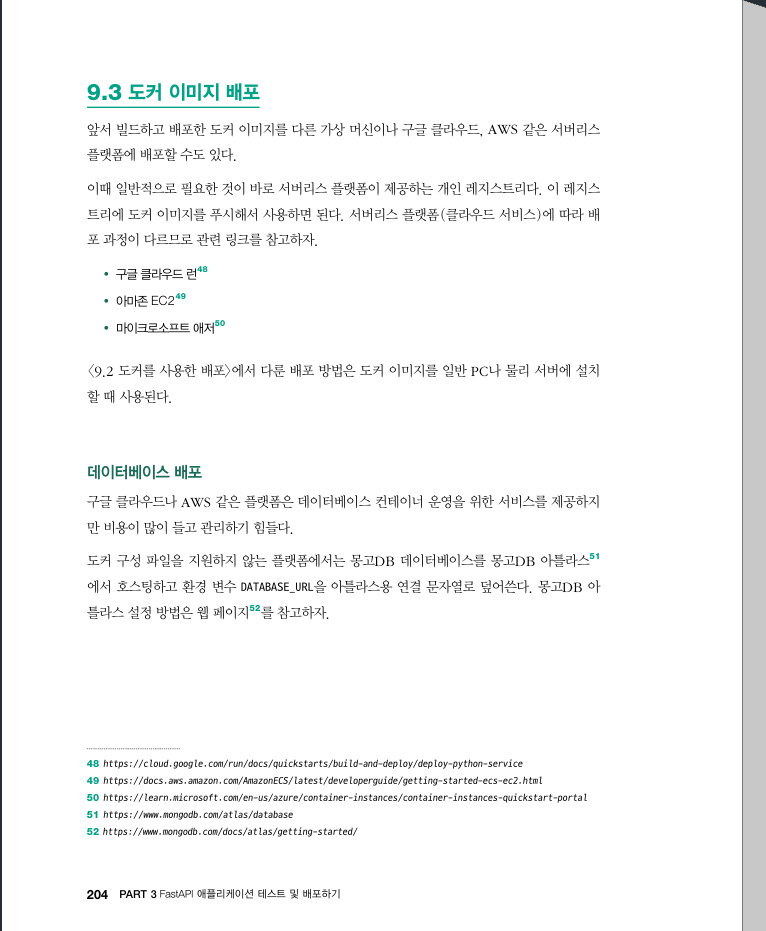 9.3 도커 이미지 배포
앞서 빌드하고 배포한 도커 이미지를 다른 가상 머신이나 구글 클라우드, AWS 같은 서버리스
플랫폼에 배포할 수도 있다.
이때 일반적으로 필요한 것이 바로 서버리스 플랫폼이 제공하는 개인 레지스트리다. 이 레지스
트리에 도커 이미지를 푸시해서 사용하면 된다. 서버리스 플랫폼(클라우드 서비스)에 따라 배
포 과정이 다르므로 관련 링크를 참고하자.
• 구글 클라우드 런48
• 아마존 EC249
• 마이크로소프트 애저50
〈9.2 도커를 사용한 배포〉에서 다룬 배포 방법은 도커 이미지를 일반 PC나 물리 서버에 설치
할 때 사용된다.
데이터베이스 배포
구글 클라우드나 AWS 같은 플랫폼은 데이터베이스 컨테이너 운영을 위한 서비스를 제공하지
만 비용이 많이 들고 관리하기 힘들다.
도커 구성 파일을 지원하지 않는 플랫폼에서는 몽고DB 데이터베이스를 몽고DB 아틀라스51
에서 호스팅하고 환경 변수 DATABASE_URL을 아틀라스용 연결 문자열로 덮어쓴다. 몽고DB 아
틀라스 설정 방법은 웹 페이지52를 참고하자.
48 https://cloud.google.com/run/docs/quickstarts/build-and-deploy/deploy-python-service
49 https://docs.aws.amazon.com/AmazonECS/latest/developerguide/getting-started-ecs-ec2.html
50 https://learn.microsoft.com/en-us/azure/container-instances/container-instances-quickstart-portal
51 https://www.mongodb.com/atlas/database
52 https://www.mongodb.com/docs/atlas/getting-started/
204 PART 3 FastAPI 애플리케이션 테스트 및 배포하기